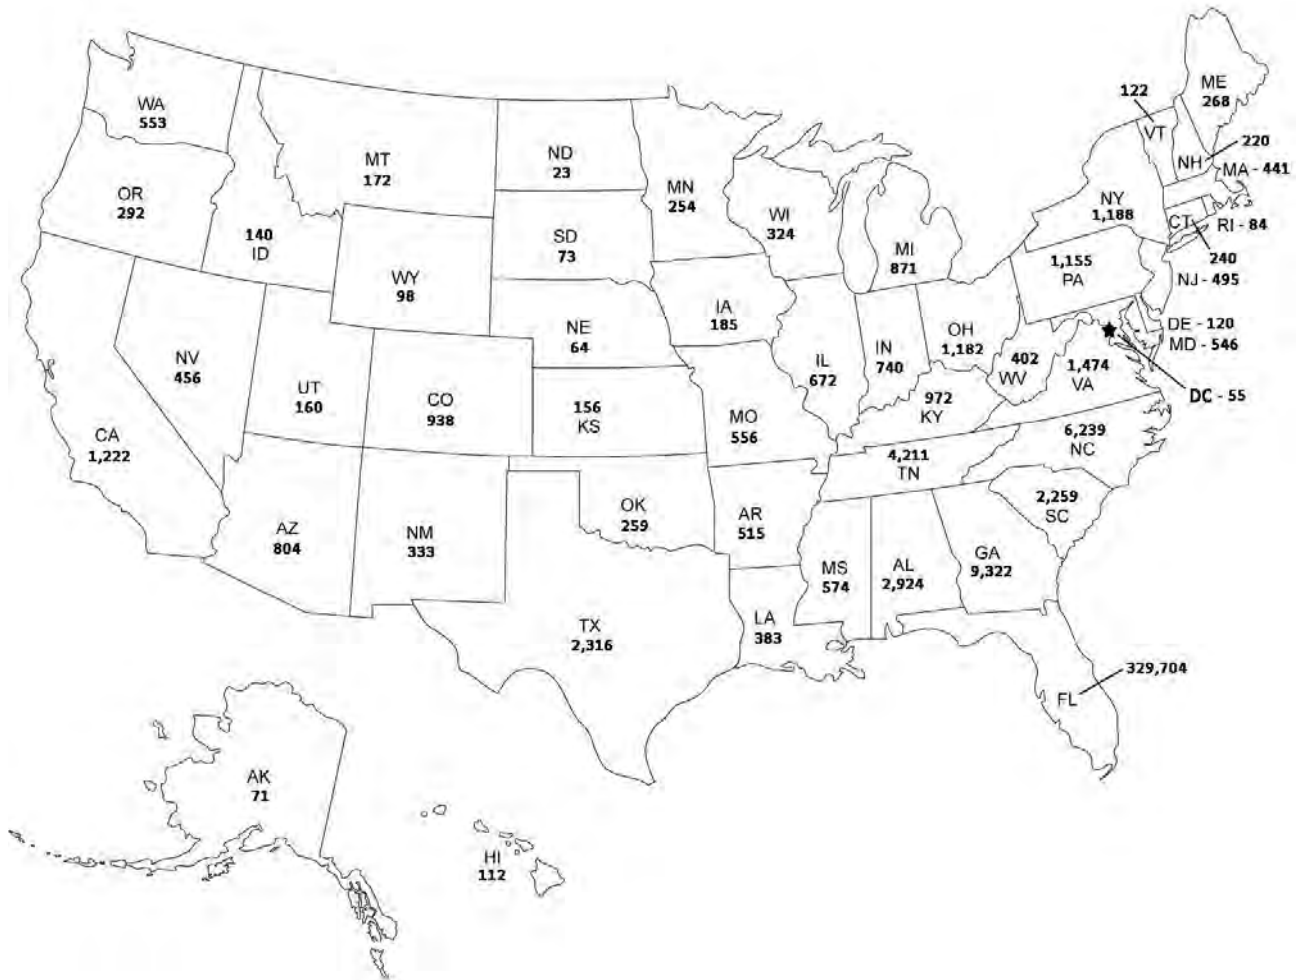 WA
553
OR
292
CA
1,222
NV
456
140
ID
MT
172
WY
98
UT
160
AZ
804
CO
938
NM
333
ND
23
SD
73
NE
64
156
KS
OK
259
TX
2,316
MN
254
IA
185
MO
556
AR
515
LA
383
WI
324
IL
672
MI
871
IN
740
OH
1,182
972
KY
4,211
TN
MS
574
AL
2,924
GA
9,322
329,704
FL
2,259
SC
6,239
NC
1,474
VA
402
WV
1,155
PA
NY
1,188
122
VT
ME
268
220
NH
MA - 441
RI - 84
CT
240
NJ - 495
DE - 120
MD - 546
DC - 55
AK
71
HI
112